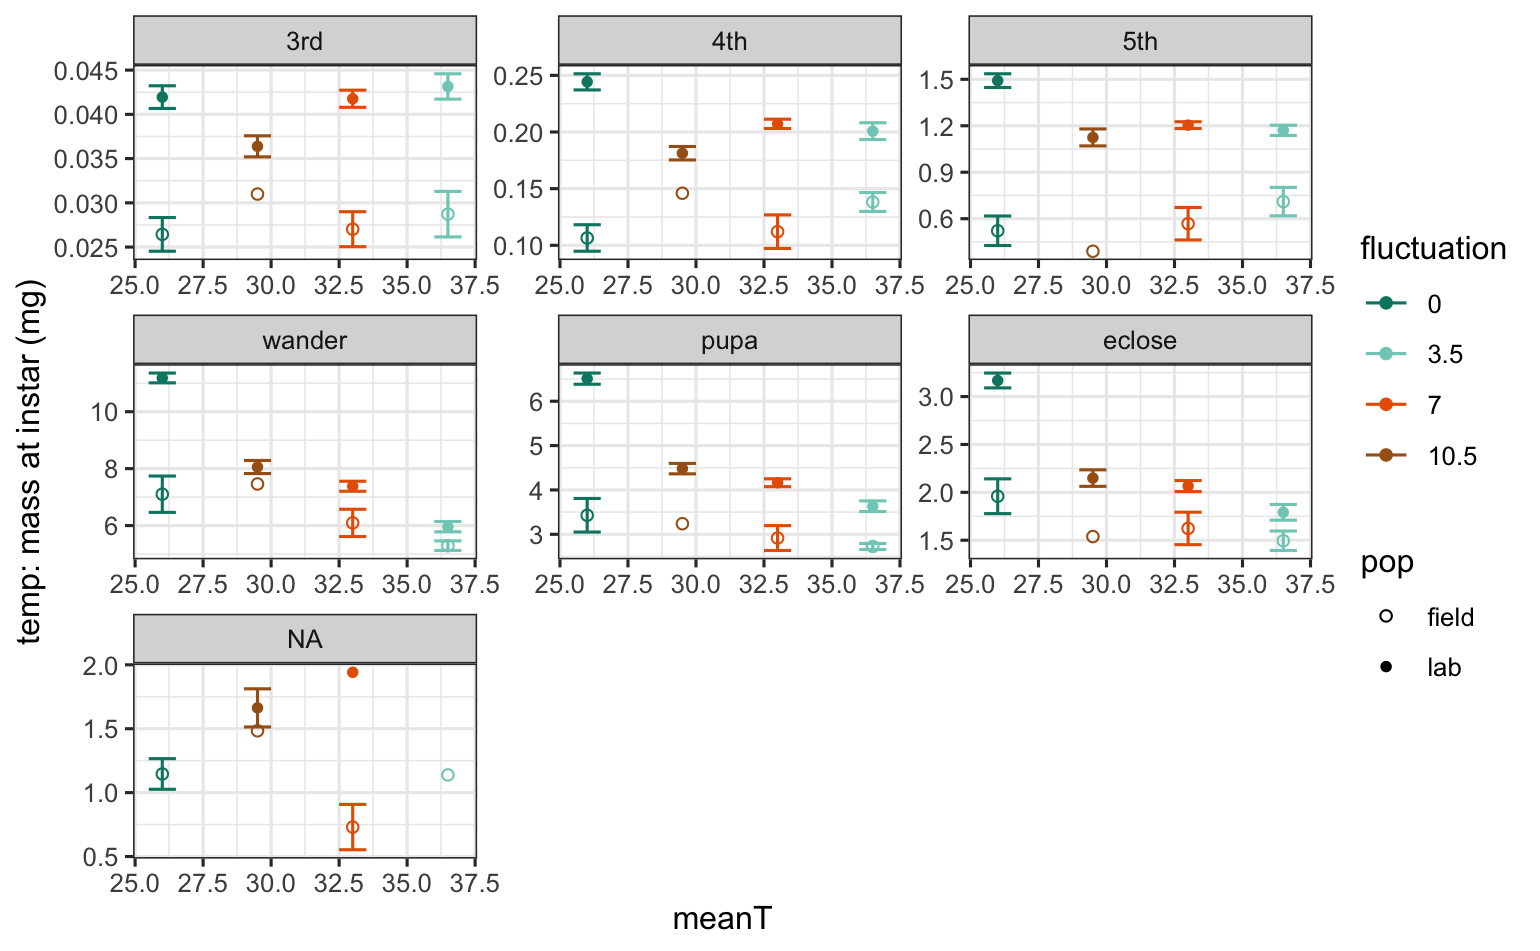 3rd 4th 5th
0.045
0.040
0.035
0.030
0.025
0.25
0.20
0.15
0.10
1.5
1.2
0.9
0.6
25.0 27.5 30.0 32.5 35.0 37.5 25.0 27.5 30.0 32.5 35.0 37.5 25.0 27.5 30.0 32.5 35.0 37.5
wander pupa eclose
10
8
6
6
5
4
3
3.0
2.5
2.0
1.5
25.0 27.5 30.0 32.5 35.0 37.5 25.0 27.5 30.0 32.5 35.0 37.5 25.0 27.5 30.0 32.5 35.0 37.5
NA
2.0
1.5
1.0
0.5
25.0 27.5 30.0 32.5 35.0 37.5
meanT
temp: mass at instar (mg)
fluctuation
0
3.5
7
10.5
pop
field
lab